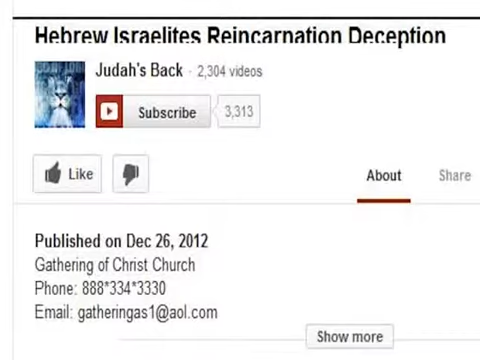 Hebrew Israelites Reincarnation Deception
Judah's Back · 2,304 videos
Subscribe 3,313
Like
About Share
Published on Dec 26, 2012
Gathering of Christ Church
Phone: 888*334*3330
Email: gatheringas1@aol.com
Show more